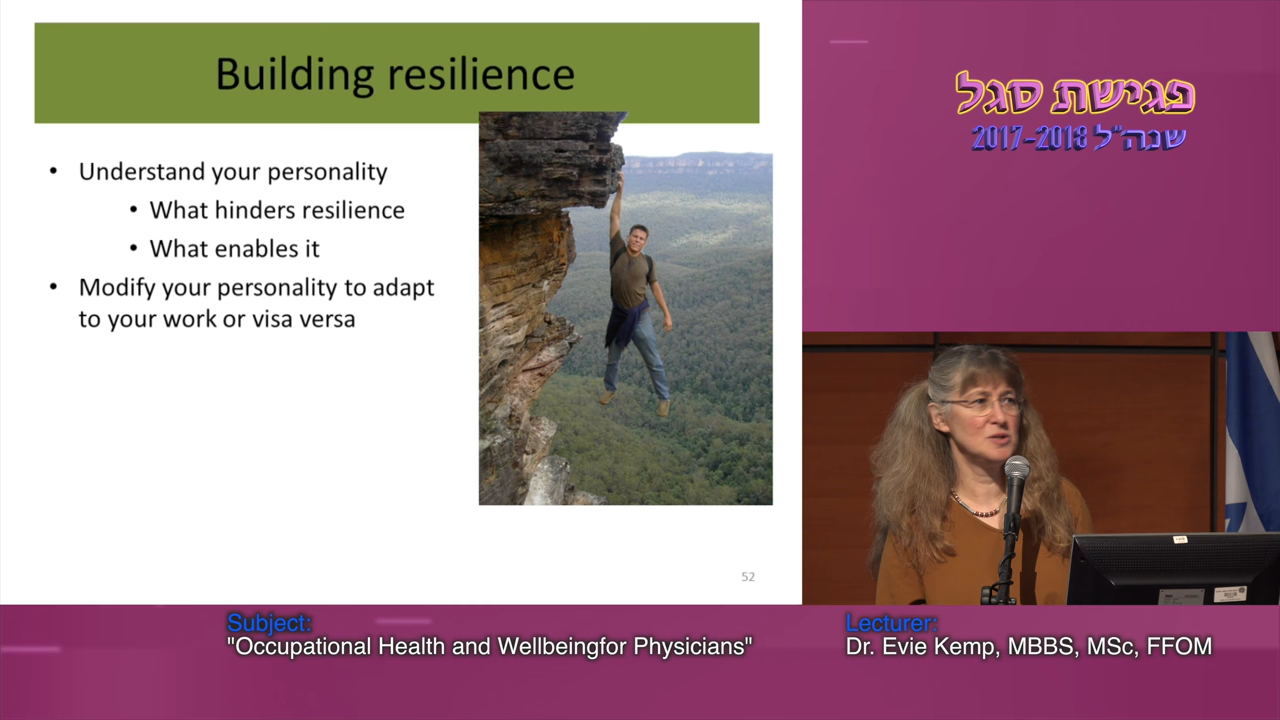 Building resilience
• Understand your personality
• What hinders resilience
• What enables it
• Modify your personality to adapt
to your work or visa versa
52
פגישת סגל
שנה"ל 2017-2018
Subject:
"Occupational Health and Wellbeingfor Physicians"
Lecturer:
Dr. Evie Kemp, MBBS, MSc, FFOM